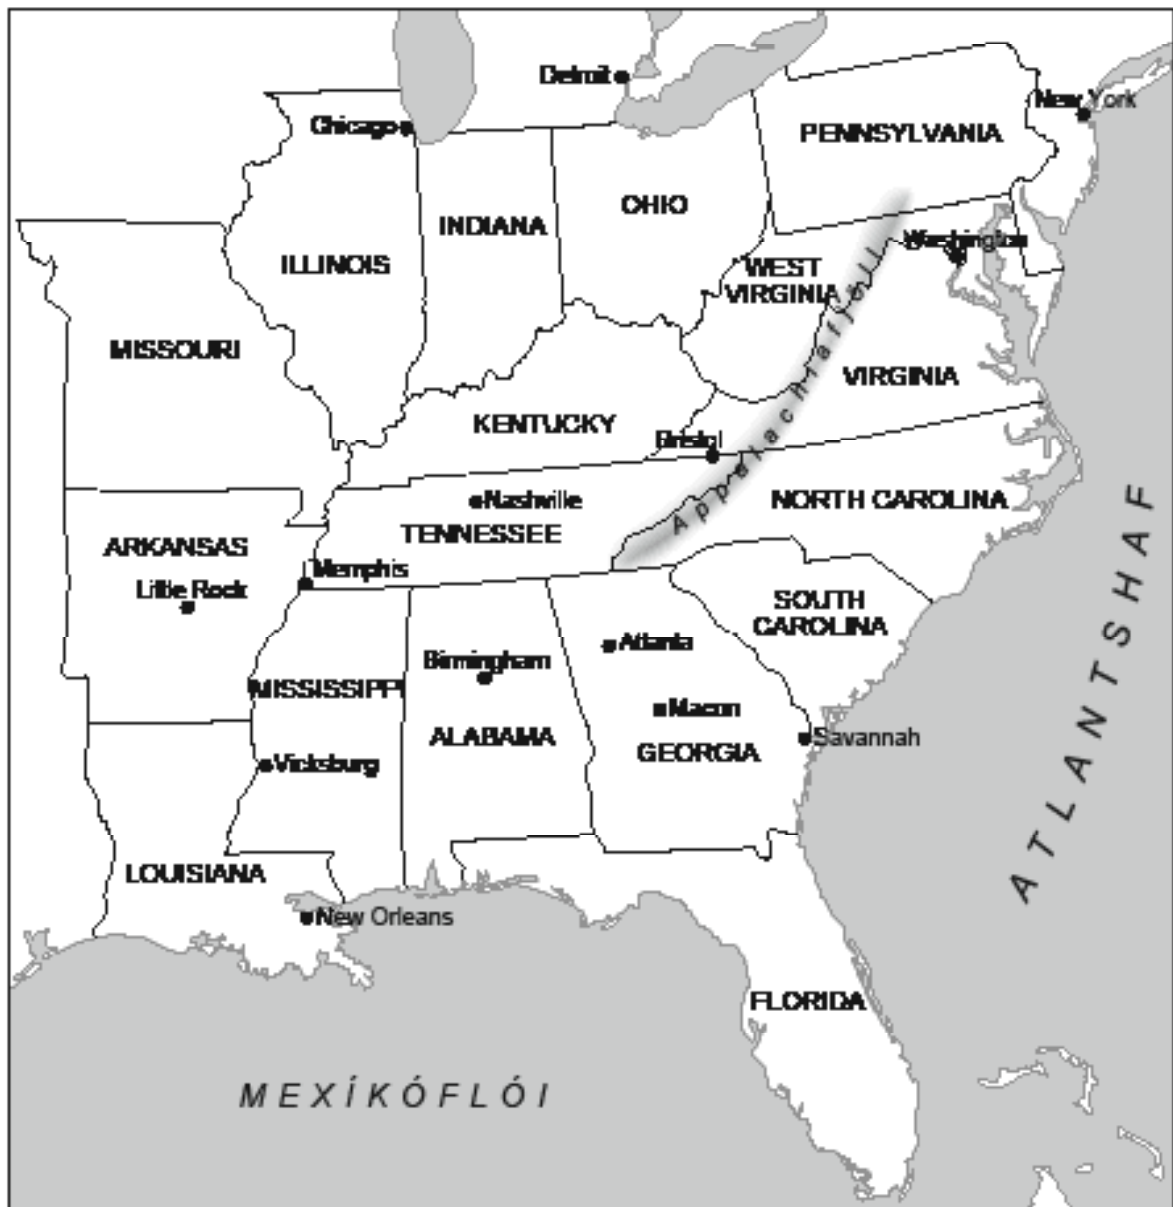 Detroit
New York
Chicago
PENNSYLVANIA
OHIO
INDIANA
Washington
ILLINOIS
WEST
VIRGINIA
Appelachiafjöll
MISSOURI
VIRGINIA
KENTUCKY
Bristol
Nashville
NORTH CAROLINA
TENNESSEE
ARKANSAS
Memphis
Little Rock
SOUTH
CAROLINA
Atlanta
Birmingham
MISSISSIPPI
Macon
ALABAMA
Savannah
GEORGIA
Vicksburg
ATLANTSHAF
LOUISIANA
New Orleans
FLORIDA
MEXÍKÓFLÓI